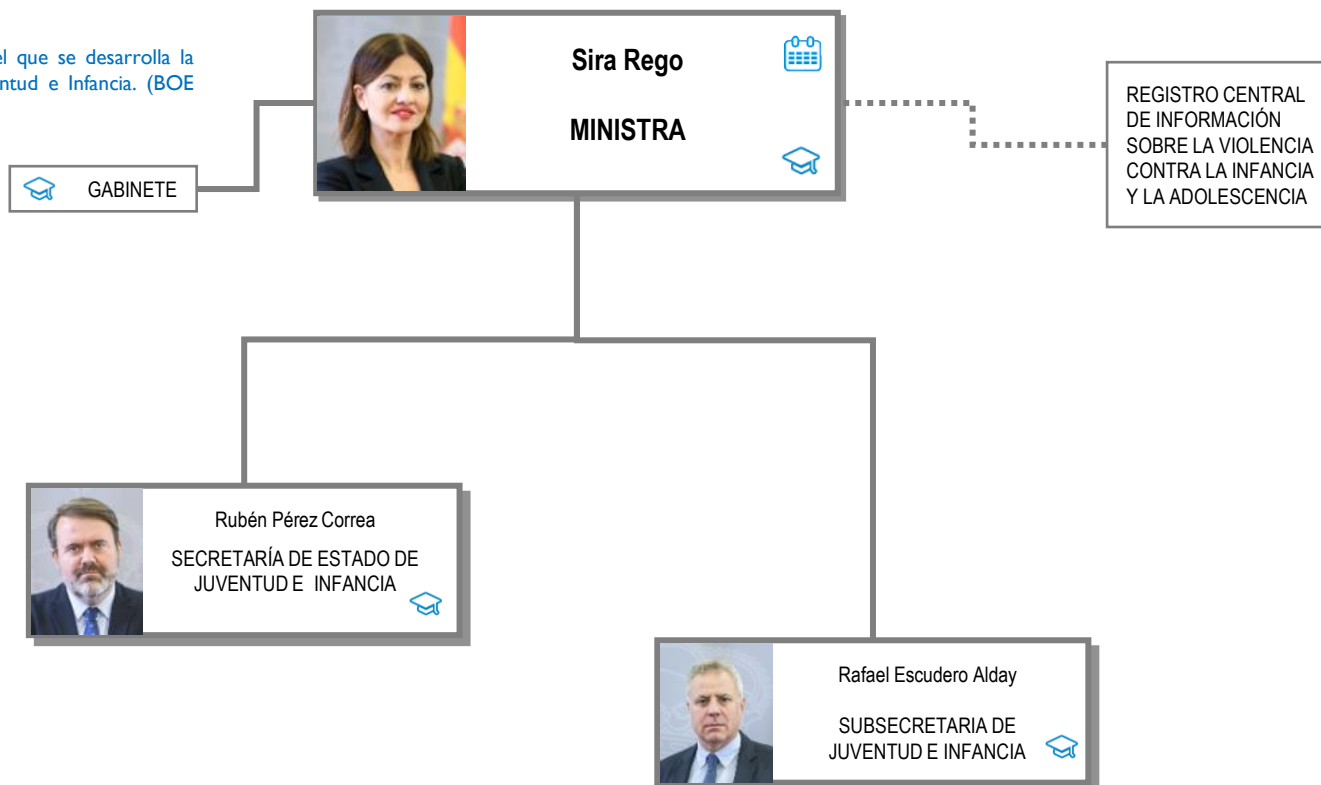 el que se desarrolla la
ntud e Infancia. (BOE
Sira Rego
MINISTRA
REGISTRO CENTRAL
DE INFORMACIÓN
SOBRE LA VIOLENCIA
CONTRA LA INFANCIA
Y LA ADOLESCENCIA
GABINETE
Rubén Pérez Correa
SECRETARÍA DE ESTADO DE
JUVENTUD E INFANCIA
Rafael Escudero Alday
SUBSECRETARIA DE
JUVENTUD E INFANCIA